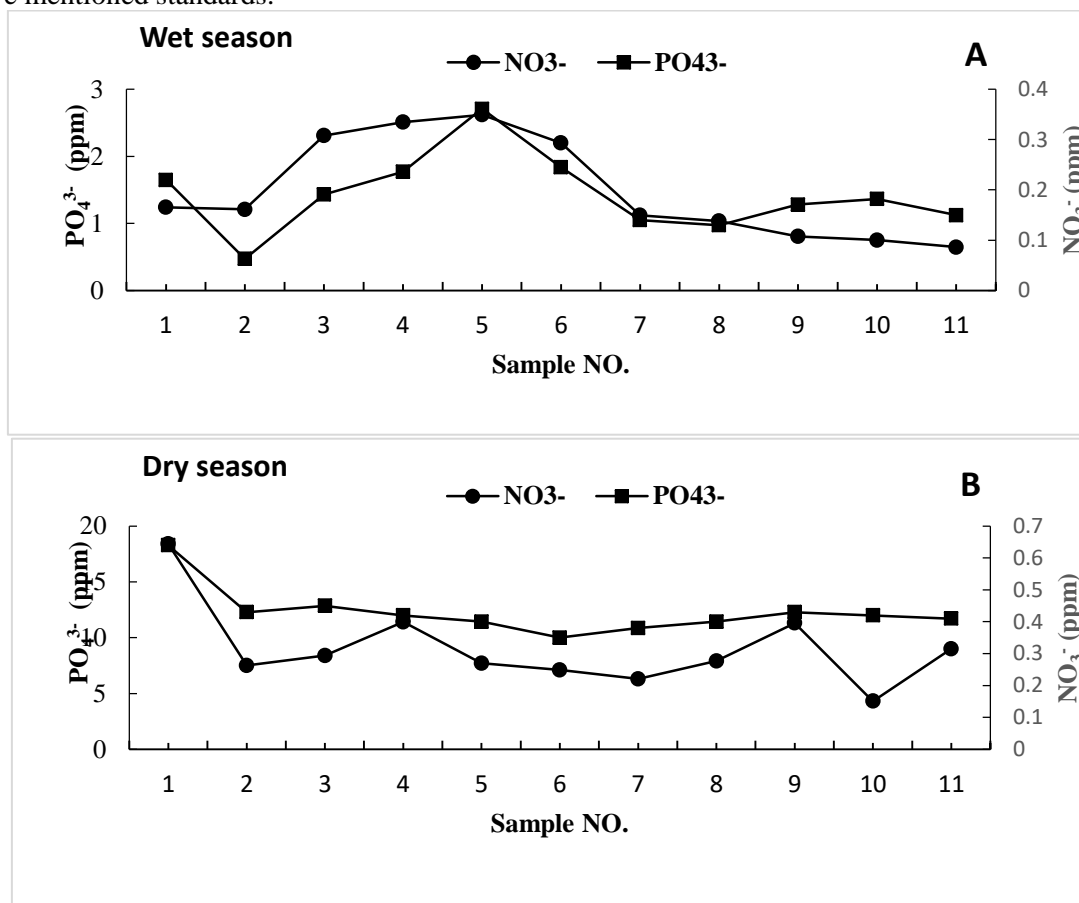 e mentioned standards.
Wet season
A
NO3- PO43-
PO₄³⁻ (ppm)
3
2
1
0
0.4
0.3
0.2
0.1
0
(ppm)
1 2 3 4 5 6 7 8 9 10 11
Sample NO.
Dry season
B
NO3- PO43-
PO₄³⁻ (ppm)
20
15
10
5
0
0.7
0.6
0.5
0.4
0.3
0.2
0.1
0
NO₃⁻ (ppm)
1 2 3 4 5 6 7 8 9 10 11
Sample NO.